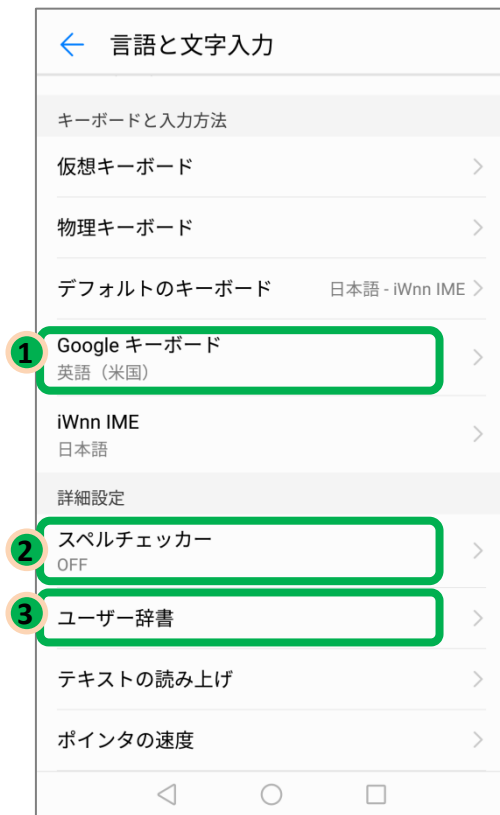 言語と文字入力
キーボードと入力方法
仮想キーボード
物理キーボード
デフォルトのキーボード 日本語 - iWnn IME
1 Google キーボード
英語（米国）
iWnn IME
日本語
詳細設定
2 スペルチェッカー
OFF
3 ユーザー辞書
テキストの読み上げ
ポインタの速度